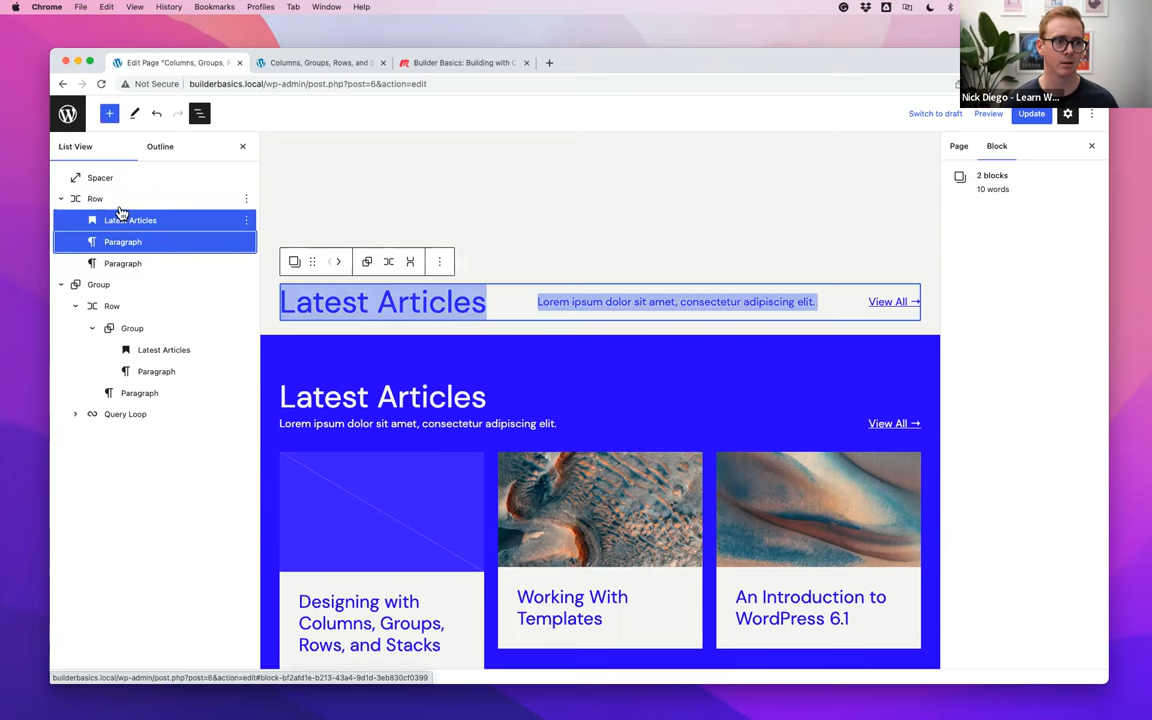 Chrome File Edit View History Bookmarks Profiles Tab Window Help
Edit Page "Columns, Groups, R
Columns, Groups, Rows, and S
Builder Basics: Building with C
Not Secure builderbasics.local/wp-admin/post.php?post=6&action=edit
Nick Diego - Learn W...
Switch to draft Preview Update
List View Outline
Page Block
Spacer
2 blocks
10 words
Row
Latest Articles
Paragraph
Paragraph
Group
Row
Group
Latest Articles
Paragraph
Paragraph
Query Loop
Latest Articles Lorem ipsum dolor sit amet, consectetur adipiscing elit. View All →
Latest Articles
Lorem ipsum dolor sit amet, consectetur adipiscing elit. View All →
Designing with
Columns, Groups,
Rows, and Stacks
Working With
Templates
An Introduction to
WordPress 6.1
builderbasics.local/wp-admin/post.php?post=6&action=edit#block-bf2afd1e-b213-43a4-9d1d-3eb830cf0399